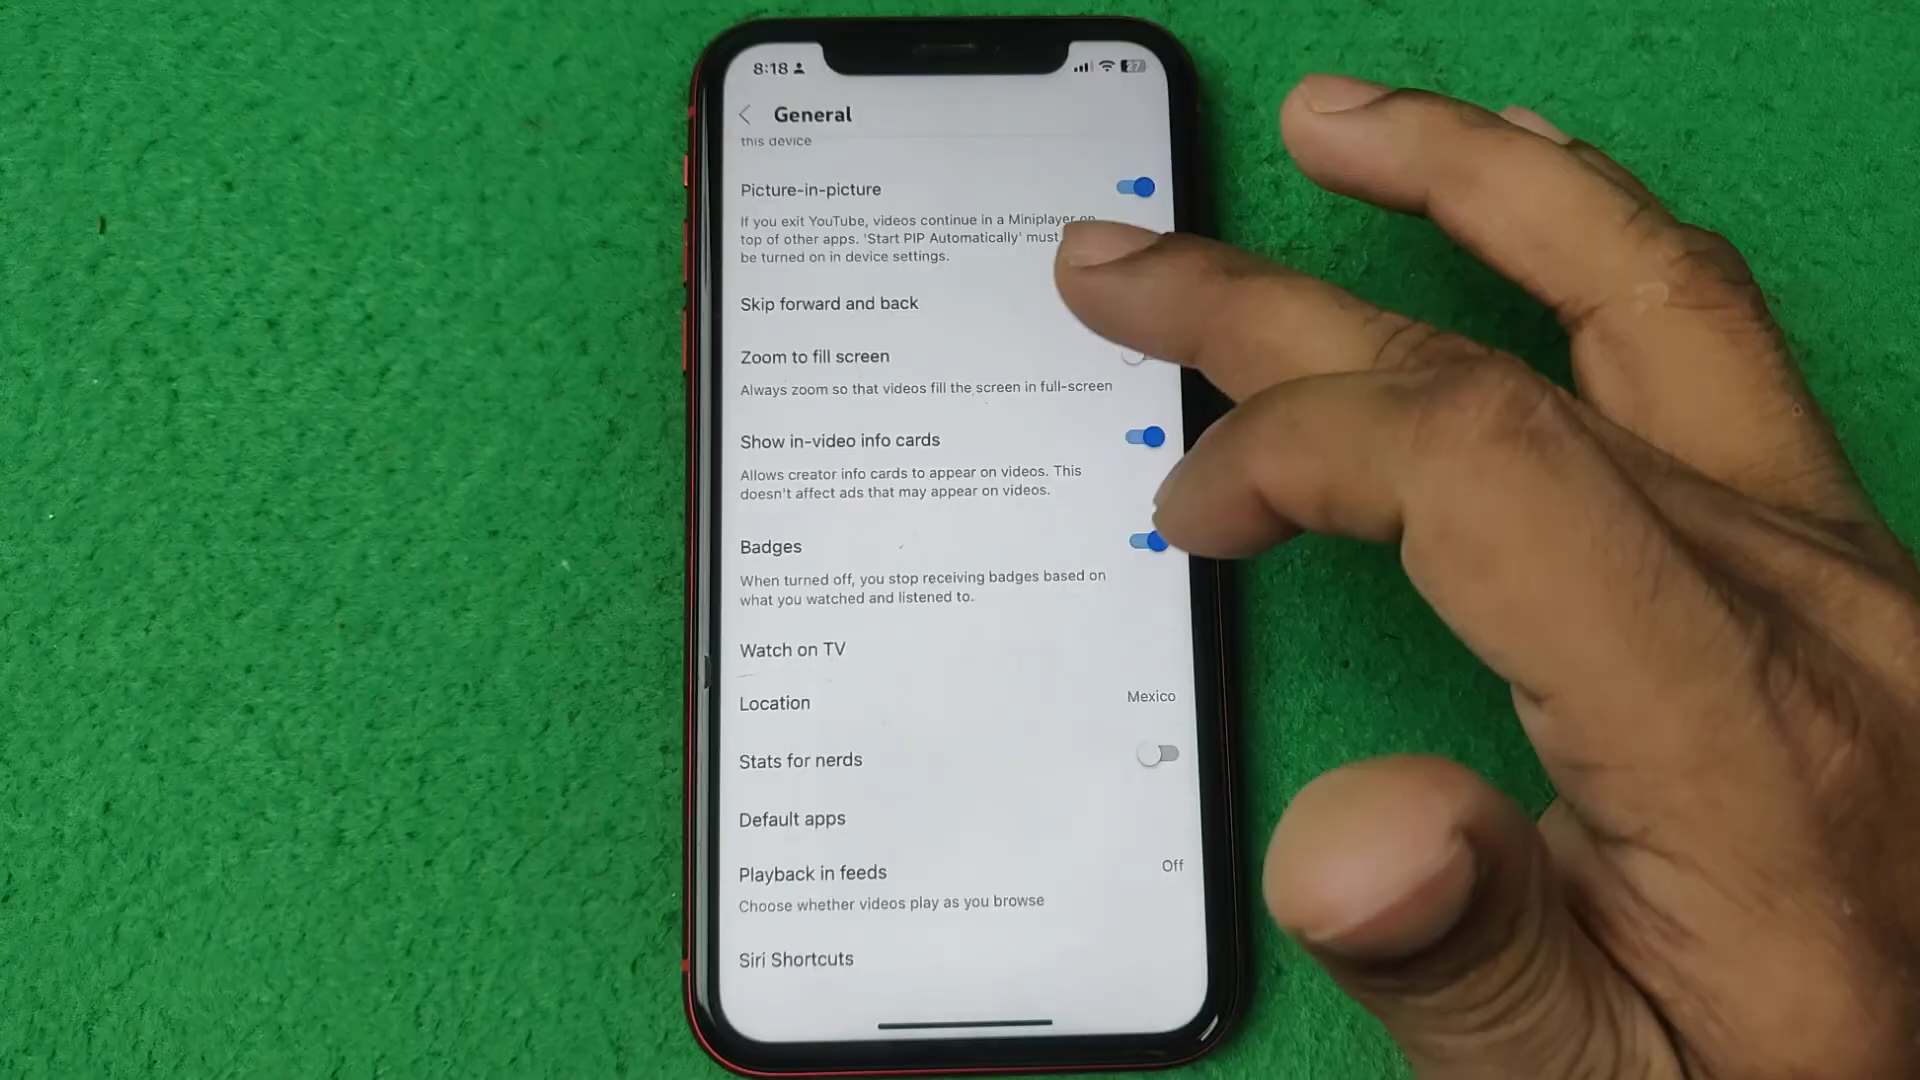 8:18
27
General
this device
Picture-in-picture
If you exit YouTube, videos continue in a Miniplayer on
top of other apps. 'Start PIP Automatically' must
be turned on in device settings.
Skip forward and back
Zoom to fill screen
Always zoom so that videos fill the screen in full-screen
Show in-video info cards
Allows creator info cards to appear on videos. This
doesn't affect ads that may appear on videos.
Badges
When turned off, you stop receiving badges based on
what you watched and listened to.
Watch on TV
Location Mexico
Stats for nerds
Default apps
Playback in feeds Off
Choose whether videos play as you browse
Siri Shortcuts